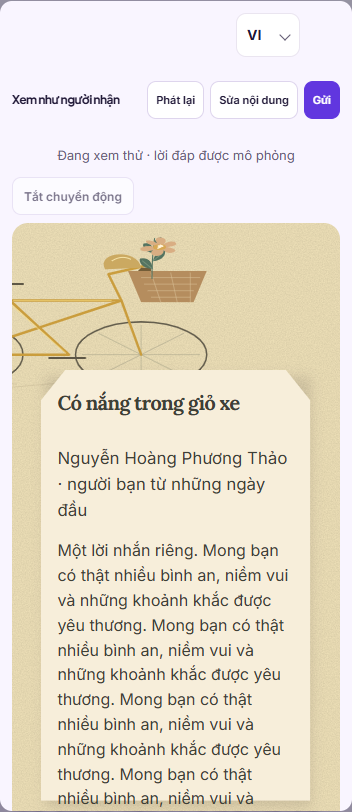 VI
Xem như người nhận
Phát lại
Sửa nội dung
Gửi
Đang xem thử · lời đáp được mô phỏng
Tắt chuyển động
Có nắng trong giỏ xe
Nguyễn Hoàng Phương Thảo
· người bạn từ những ngày
đầu
Một lời nhắn riêng. Mong bạn
có thật nhiều bình an, niềm vui
và những khoảnh khắc được
yêu thương. Mong bạn có thật
nhiều bình an, niềm vui và
những khoảnh khắc được yêu
thương. Mong bạn có thật
nhiều bình an, niềm vui và
những khoảnh khắc được yêu
thương. Mong bạn có thật
nhiều bình an, niềm vui và